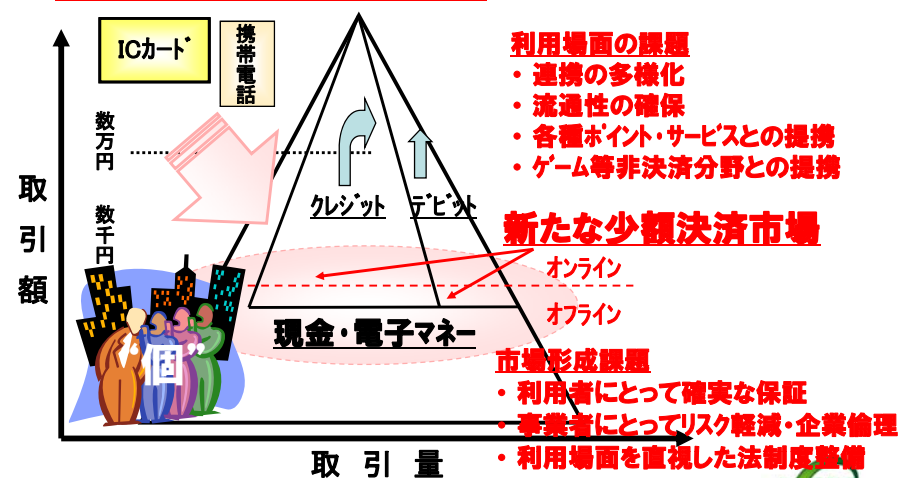 ICカード
携帯電話
数万円
数千円
取引額
クレジット
デビット
現金・電子マネー
“個”
取引量
利用場面の課題
・ 連携の多様化
・ 流通性の確保
・ 各種ポイント・サービスとの提携
・ ゲーム等非決済分野との提携
新たな少額決済市場
オンライン
オフライン
市場形成課題
・ 利用者にとって確実な保証
・ 事業者にとってリスク軽減・企業倫理
・ 利用場面を直視した法制度整備